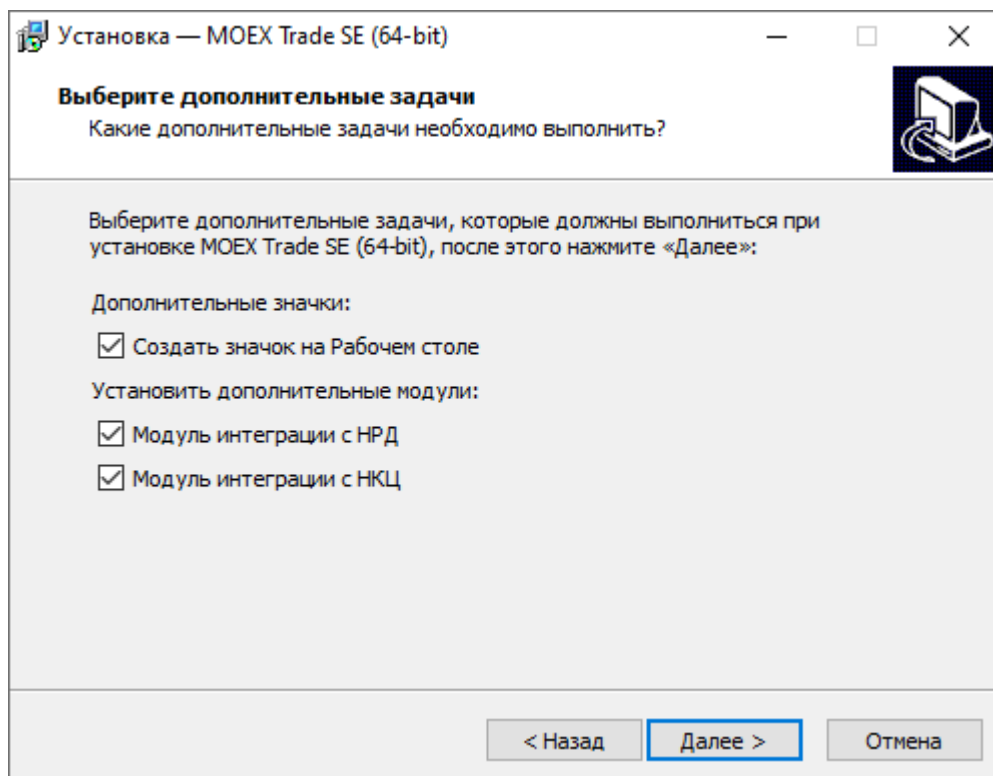 Установка — MOEX Trade SE (64-bit)
Выберите дополнительные задачи
Какие дополнительные задачи необходимо выполнить?
Выберите дополнительные задачи, которые должны выполниться при
установке MOEX Trade SE (64-bit), после этого нажмите «Далее»:
Дополнительные значки:
Создать значок на Рабочем столе
Установить дополнительные модули:
Модуль интеграции с НРД
Модуль интеграции с НКЦ
< Назад
Далее >
Отмена